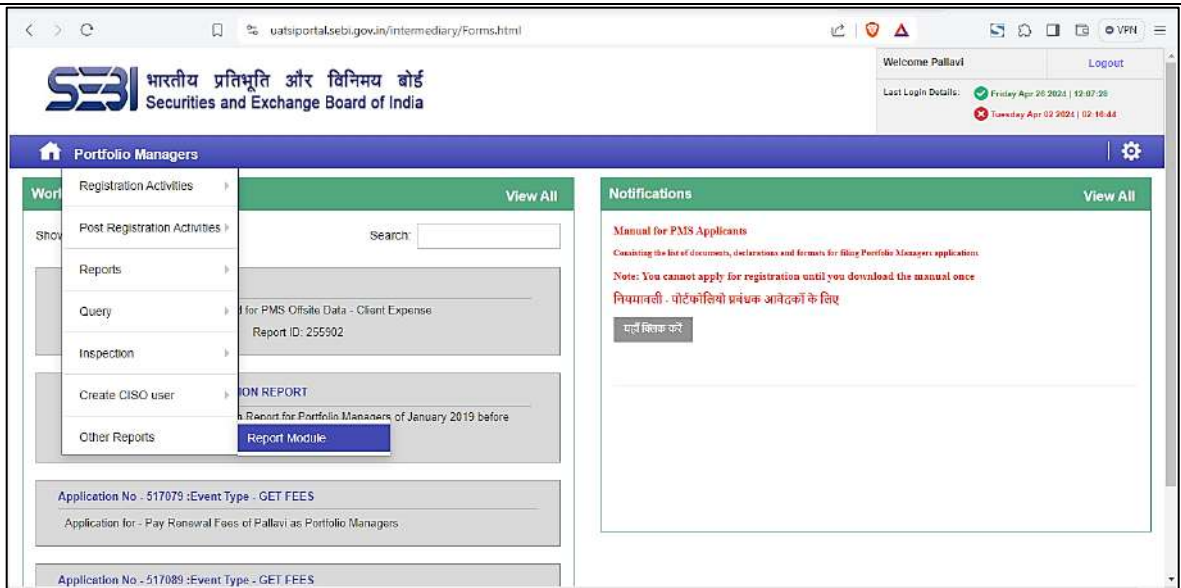 uatsiportal.sebi.gov.in/intermediary/Forms.html
VPN
SEBI
भारतीय प्रतिभूति और विनिमय बोर्ड
Securities and Exchange Board of India
Welcome Pallavi
Logout
Last Login Details:
Friday Apr 26 2024 | 12:07:28
Tuesday Apr 02 2024 | 02:16:44
Portfolio Managers
Registration Activities
Post Registration Activities
Reports
Query
Inspection
Create CISO user
Other Reports
Report Module
Worl
View All
Show
Search:
d for PMS Offsite Data - Client Expense
Report ID: 255902
ION REPORT
n Report for Portfolio Managers of January 2019 before
Application No - 517079 :Event Type - GET FEES
Application for - Pay Renewal Fees of Pallavi as Portfolio Managers
Application No - 517089 :Event Type - GET FEES
Notifications
View All
Manual for PMS Applicants
Consisting the list of documents, declarations and formats for filing Portfolio Managers applications
Note: You cannot apply for registration until you download the manual once
नियमावली - पोर्टफोलियो प्रबंधक आवेदकों के लिए
यहाँ क्लिक करें